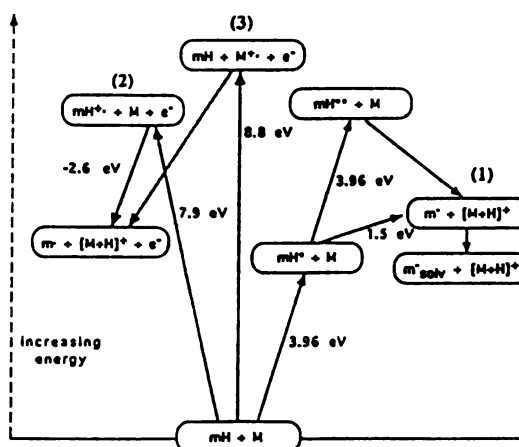 (3)
mH + M+· + e-
(2)
mH+· + M + e-
mH** + M
8.8 eV
-2.6 eV
(1)
3.96 eV
m- + [M+H]+
7.9 eV
m· + [M+H]+ + e-
1.5 eV
mH* + M
m-solv + [M+H]+
increasing
energy
3.96 eV
mH + M